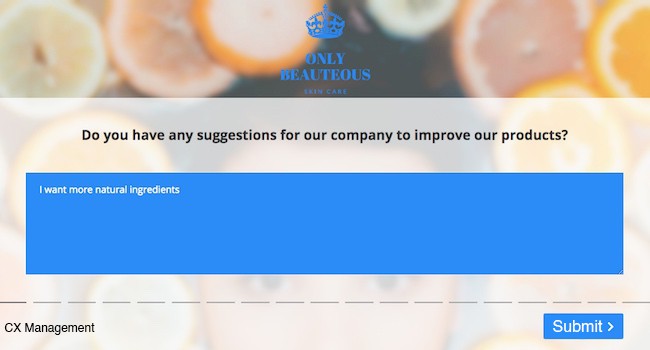 ONLY
BEAUTEOUS
SKIN CARE
Do you have any suggestions for our company to improve our products?
I want more natural ingredients
CX Management
Submit ›